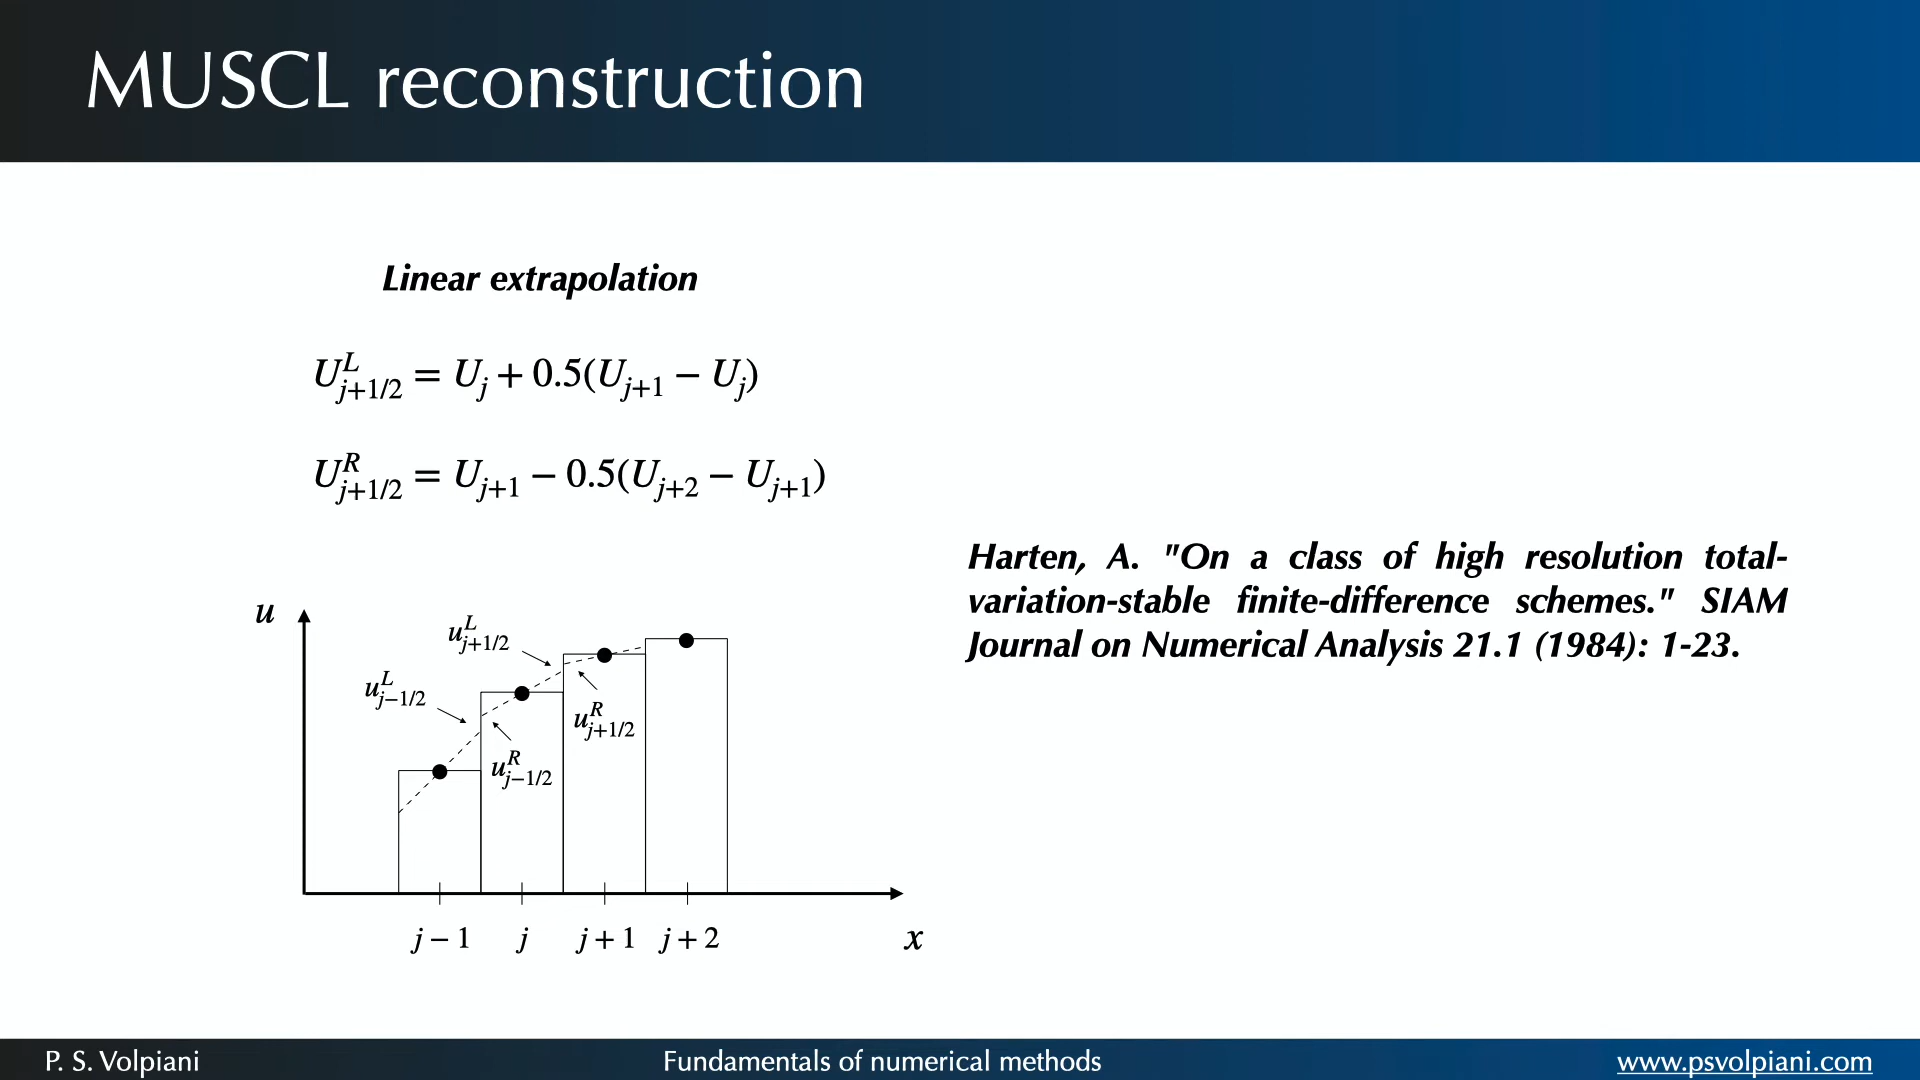 MUSCL reconstruction
Linear extrapolation
U^L_{j+1/2} = U_j + 0.5(U_{j+1} − U_j)
U^R_{j+1/2} = U_{j+1} − 0.5(U_{j+2} − U_{j+1})
Harten, A. "On a class of high resolution total-
variation-stable finite-difference schemes." SIAM
Journal on Numerical Analysis 21.1 (1984): 1-23.
u
u^L_{j+1/2}
u^L_{j−1/2}
u^R_{j+1/2}
u^R_{j−1/2}
j − 1 j j + 1 j + 2 x
P. S. Volpiani Fundamentals of numerical methods www.psvolpiani.com